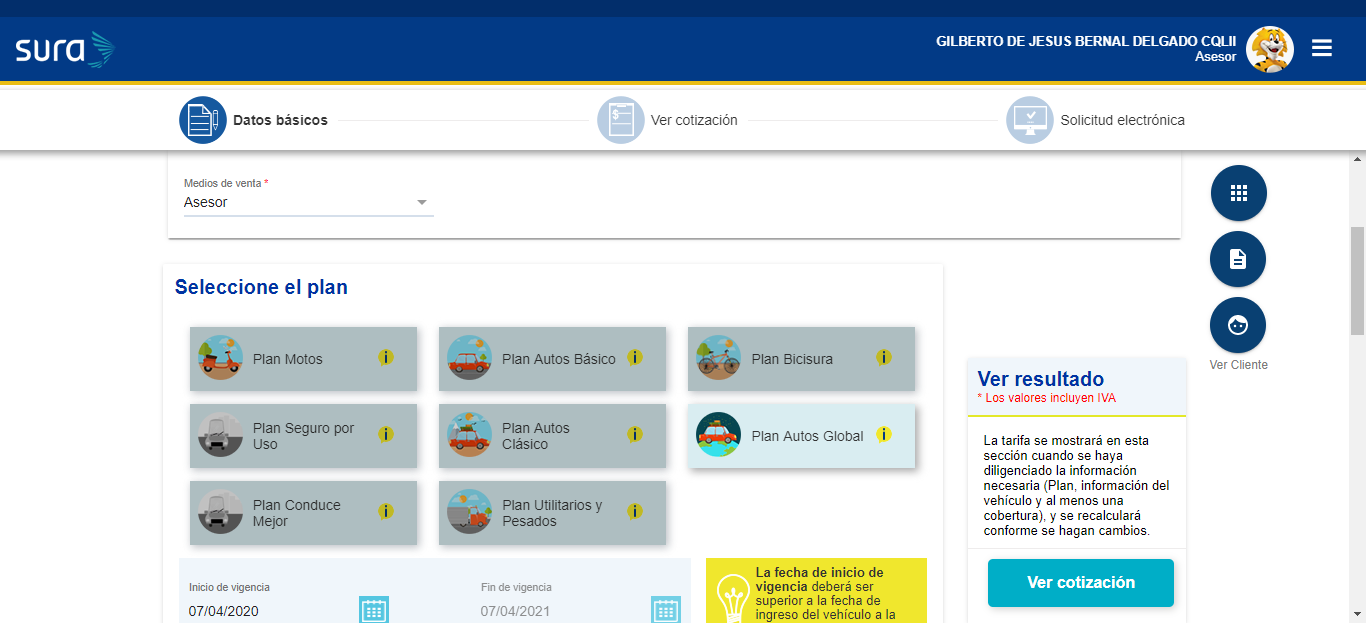 sura
GILBERTO DE JESUS BERNAL DELGADO CQLII
Asesor
Datos básicos
Ver cotización
Solicitud electrónica
Medios de venta *
Asesor
Seleccione el plan
Plan Motos
Plan Autos Básico
Plan Bicisura
Plan Seguro por
Uso
Plan Autos
Clásico
Plan Autos Global
Plan Conduce
Mejor
Plan Utilitarios y
Pesados
Inicio de vigencia
07/04/2020
Fin de vigencia
07/04/2021
La fecha de inicio de
vigencia deberá ser
superior a la fecha de
ingreso del vehículo a la
Ver resultado
* Los valores incluyen IVA
La tarifa se mostrará en esta
sección cuando se haya
diligenciado la información
necesaria (Plan, información del
vehículo y al menos una
cobertura), y se recalculará
conforme se hagan cambios.
Ver cotización
Ver Cliente